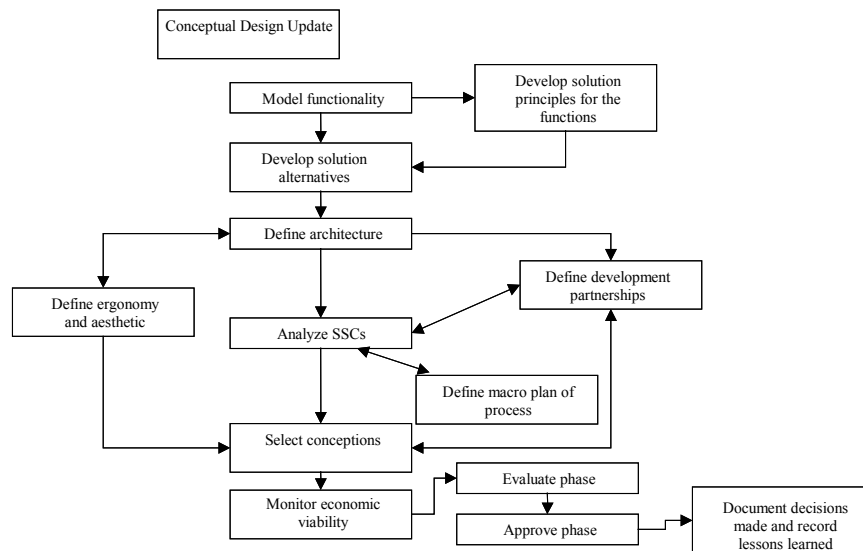 Conceptual Design Update
Develop solution
principles for the
functions
Model functionality
Develop solution
alternatives
Define architecture
Define development
partnerships
Define ergonomy
and aesthetic
Analyze SSCs
Define macro plan of
process
Select conceptions
Monitor economic
viability
Evaluate phase
Approve phase
Document decisions
made and record
lessons learned